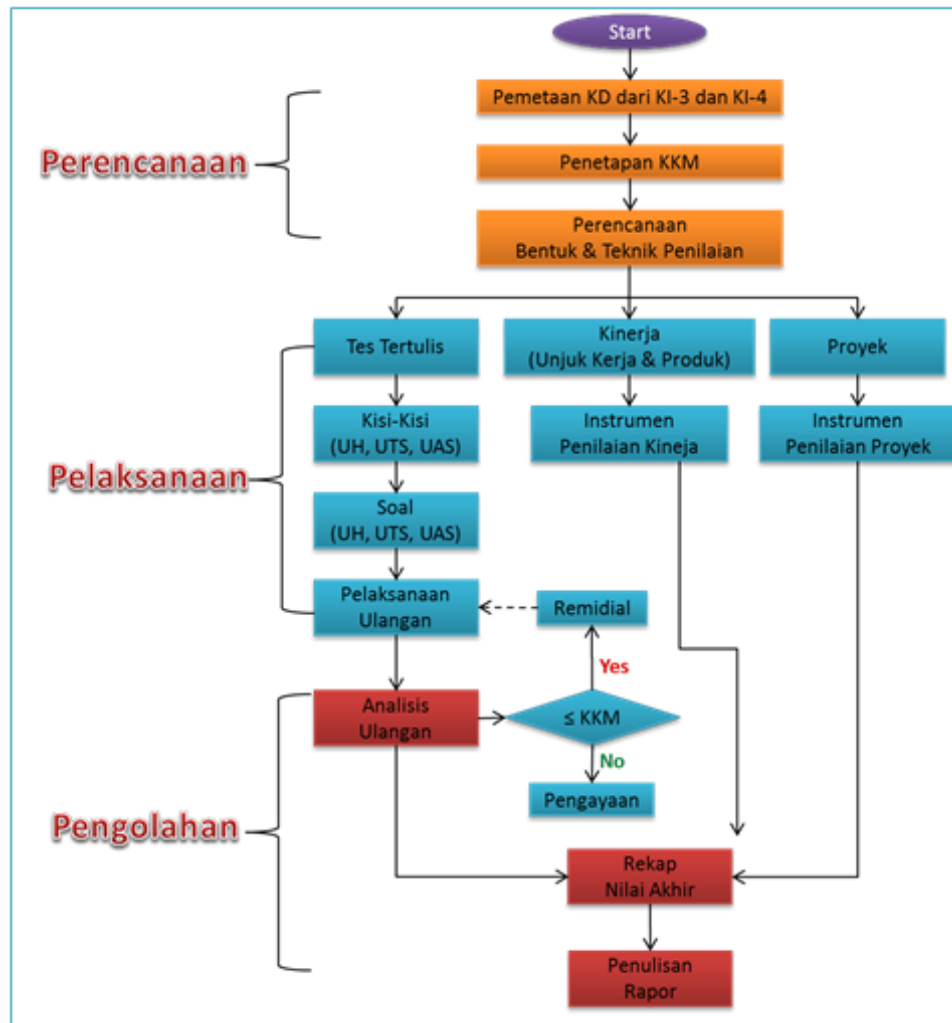 Start
Pemetaan KD dari KI-3 dan KI-4
Perencanaan
Penetapan KKM
Perencanaan
Bentuk & Teknik Penilaian
Tes Tertulis
Kinerja
(Unjuk Kerja & Produk)
Proyek
Kisi-Kisi
(UH, UTS, UAS)
Instrumen
Penilaian Kineja
Instrumen
Penilaian Proyek
Pelaksanaan
Soal
(UH, UTS, UAS)
Pelaksanaan
Ulangan
Remidial
Yes
Analisis
Ulangan
≤ KKM
No
Pengayaan
Pengolahan
Rekap
Nilai Akhir
Penulisan
Rapor